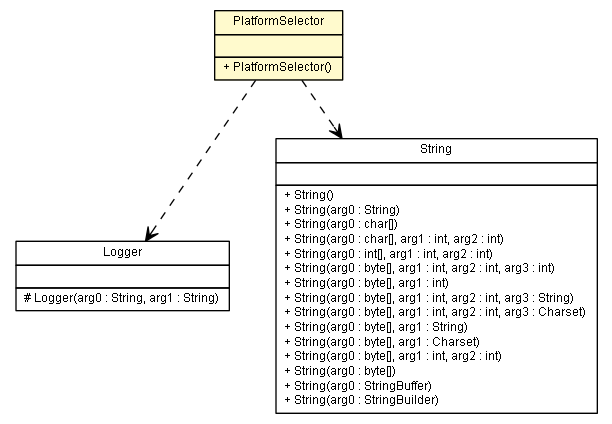 PlatformSelector
+ PlatformSelector()
String
+ String()
+ String(arg0 : String)
+ String(arg0 : char[])
+ String(arg0 : char[], arg1 : int, arg2 : int)
+ String(arg0 : int[], arg1 : int, arg2 : int)
+ String(arg0 : byte[], arg1 : int, arg2 : int, arg3 : int)
+ String(arg0 : byte[], arg1 : int)
+ String(arg0 : byte[], arg1 : int, arg2 : int, arg3 : String)
+ String(arg0 : byte[], arg1 : int, arg2 : int, arg3 : Charset)
+ String(arg0 : byte[], arg1 : String)
+ String(arg0 : byte[], arg1 : Charset)
+ String(arg0 : byte[], arg1 : int, arg2 : int)
+ String(arg0 : byte[])
+ String(arg0 : StringBuffer)
+ String(arg0 : StringBuilder)
Logger
# Logger(arg0 : String, arg1 : String)